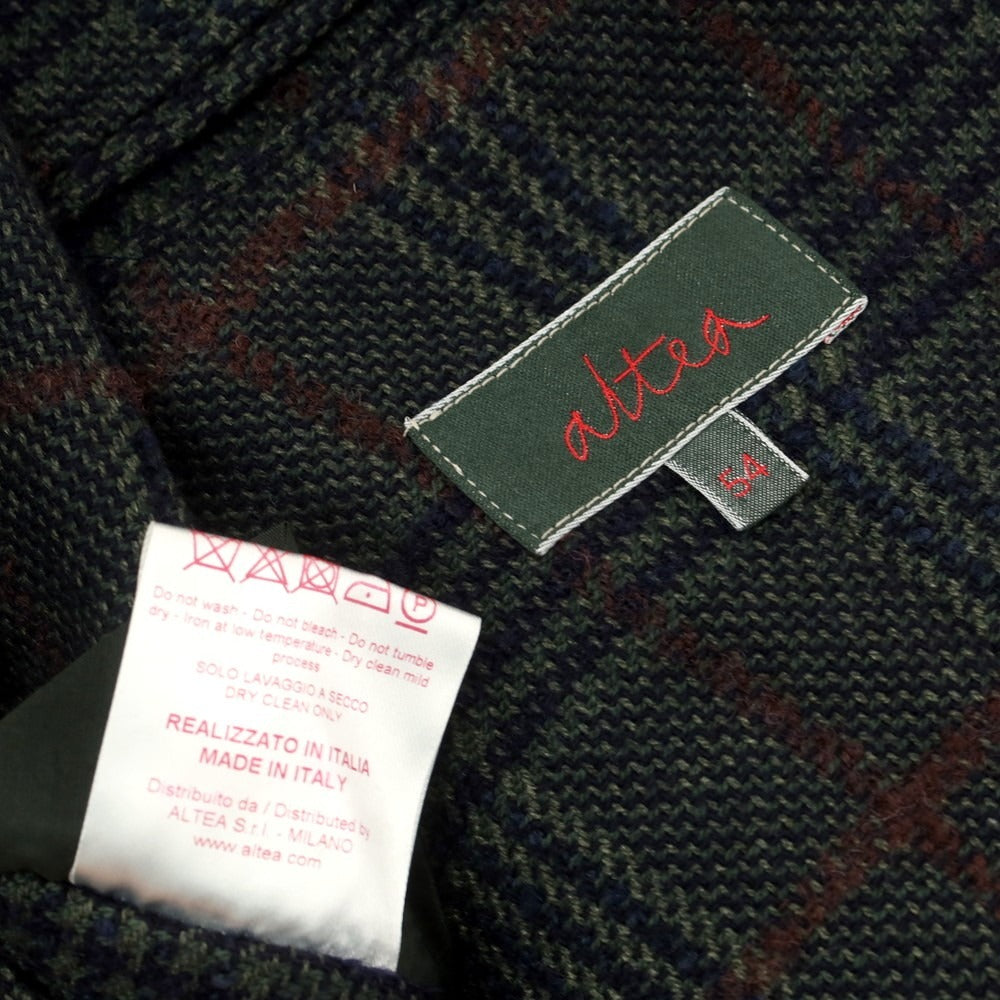 altea
54
P
Do not wash - Do not bleach - Do not tumble
dry - Iron at low temperature - Dry clean mild
process
SOLO LAVAGGIO A SECCO
DRY CLEAN ONLY
REALIZZATO IN ITALIA
MADE IN ITALY
Distribuito da / Distributed by
ALTEA S.r.l. - MILANO
www.altea.com